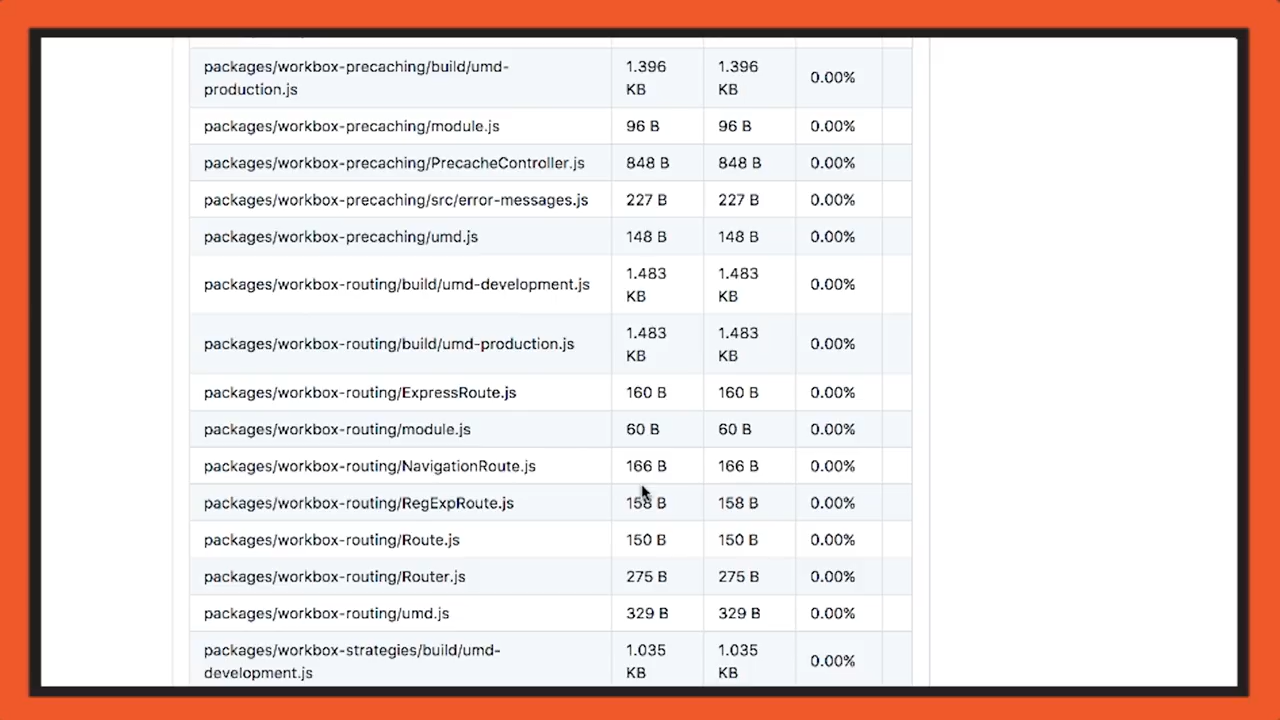 packages/workbox-precaching/build/umd-production.js 1.396 KB 1.396 KB 0.00%
packages/workbox-precaching/module.js 96 B 96 B 0.00%
packages/workbox-precaching/PrecacheController.js 848 B 848 B 0.00%
packages/workbox-precaching/src/error-messages.js 227 B 227 B 0.00%
packages/workbox-precaching/umd.js 148 B 148 B 0.00%
packages/workbox-routing/build/umd-development.js 1.483 KB 1.483 KB 0.00%
packages/workbox-routing/build/umd-production.js 1.483 KB 1.483 KB 0.00%
packages/workbox-routing/ExpressRoute.js 160 B 160 B 0.00%
packages/workbox-routing/module.js 60 B 60 B 0.00%
packages/workbox-routing/NavigationRoute.js 166 B 166 B 0.00%
packages/workbox-routing/RegExpRoute.js 158 B 158 B 0.00%
packages/workbox-routing/Route.js 150 B 150 B 0.00%
packages/workbox-routing/Router.js 275 B 275 B 0.00%
packages/workbox-routing/umd.js 329 B 329 B 0.00%
packages/workbox-strategies/build/umd-development.js 1.035 KB 1.035 KB 0.00%